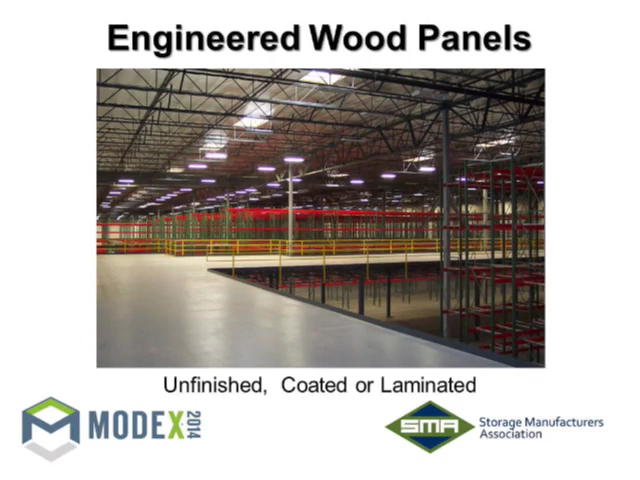 Engineered Wood Panels
Unfinished, Coated or Laminated
MODEX 2014
SMA
Storage Manufacturers
Association